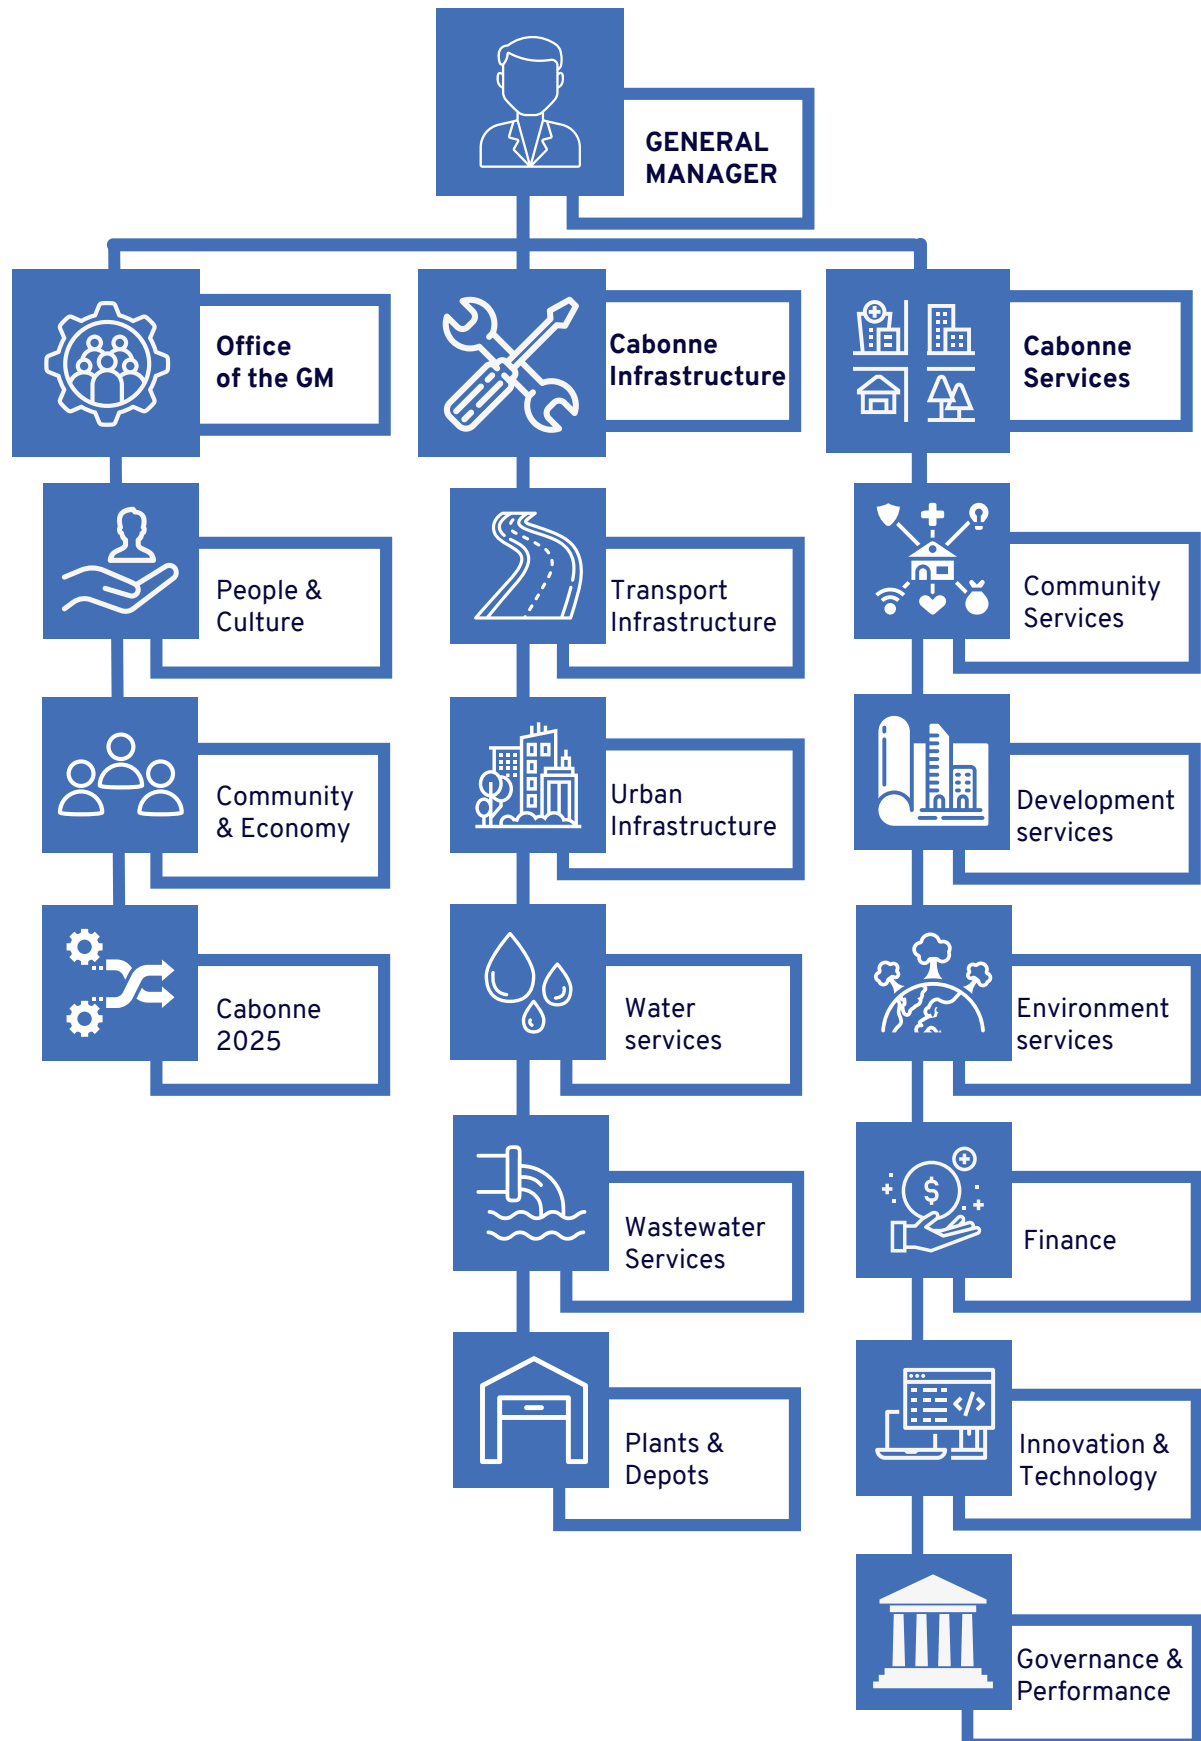 GENERAL
MANAGER
Office
of the GM
Cabonne
Infrastructure
Cabonne
Services
People &
Culture
Transport
Infrastructure
Community
Services
Community
& Economy
Urban
Infrastructure
Development
services
Cabonne
2025
Water
services
Environment
services
Wastewater
Services
$
Finance
Plants &
Depots
</>
Innovation &
Technology
Governance &
Performance